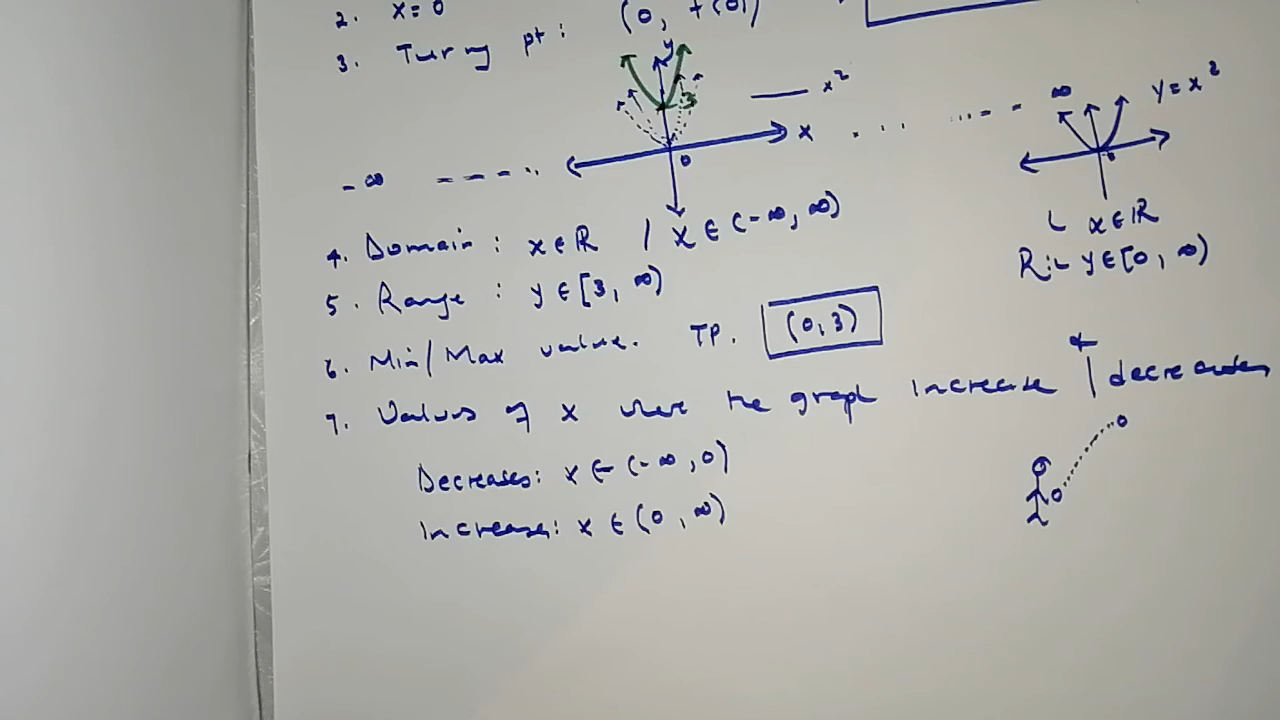 2. x=0
3. Turning pt: (0, f(0))
y
3
x²
x
0
-∞
∞
y=x²
4. Domain: x∈ℝ / x∈(-∞, ∞)
└ x∈ℝ
5. Range: y∈[3, ∞)
R:└ y∈[0, ∞)
6. Min/Max value. TP. (0,3)
7. Values of x where the graph increase / decreases
Decreases: x∈(-∞,0)
Increase: x∈(0, ∞)